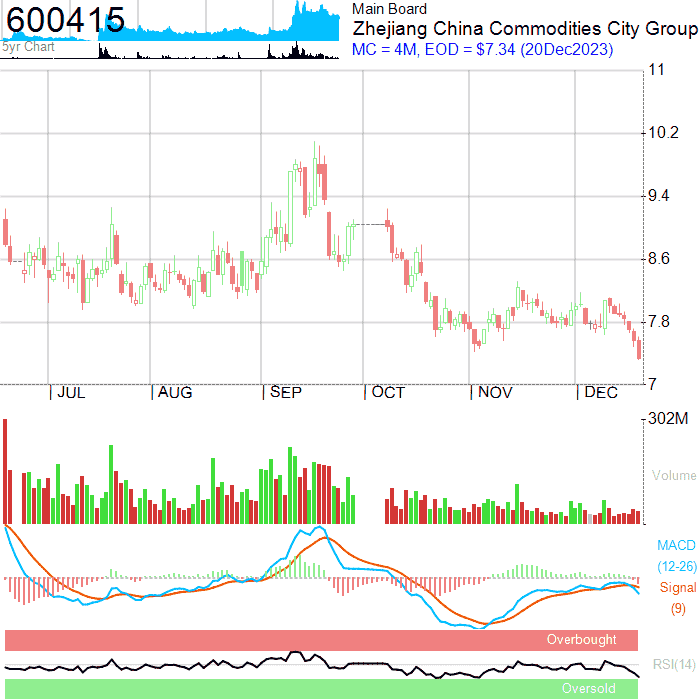 600415
5yr Chart
Main Board
Zhejiang China Commodities City Group
MC = 4M, EOD = $7.34 (20Dec2023)
11
10.2
9.4
8.6
7.8
7
JUL AUG SEP OCT NOV DEC
302M
Volume
MACD
(12-26)
Signal
(9)
Overbought
RSI(14)
Oversold